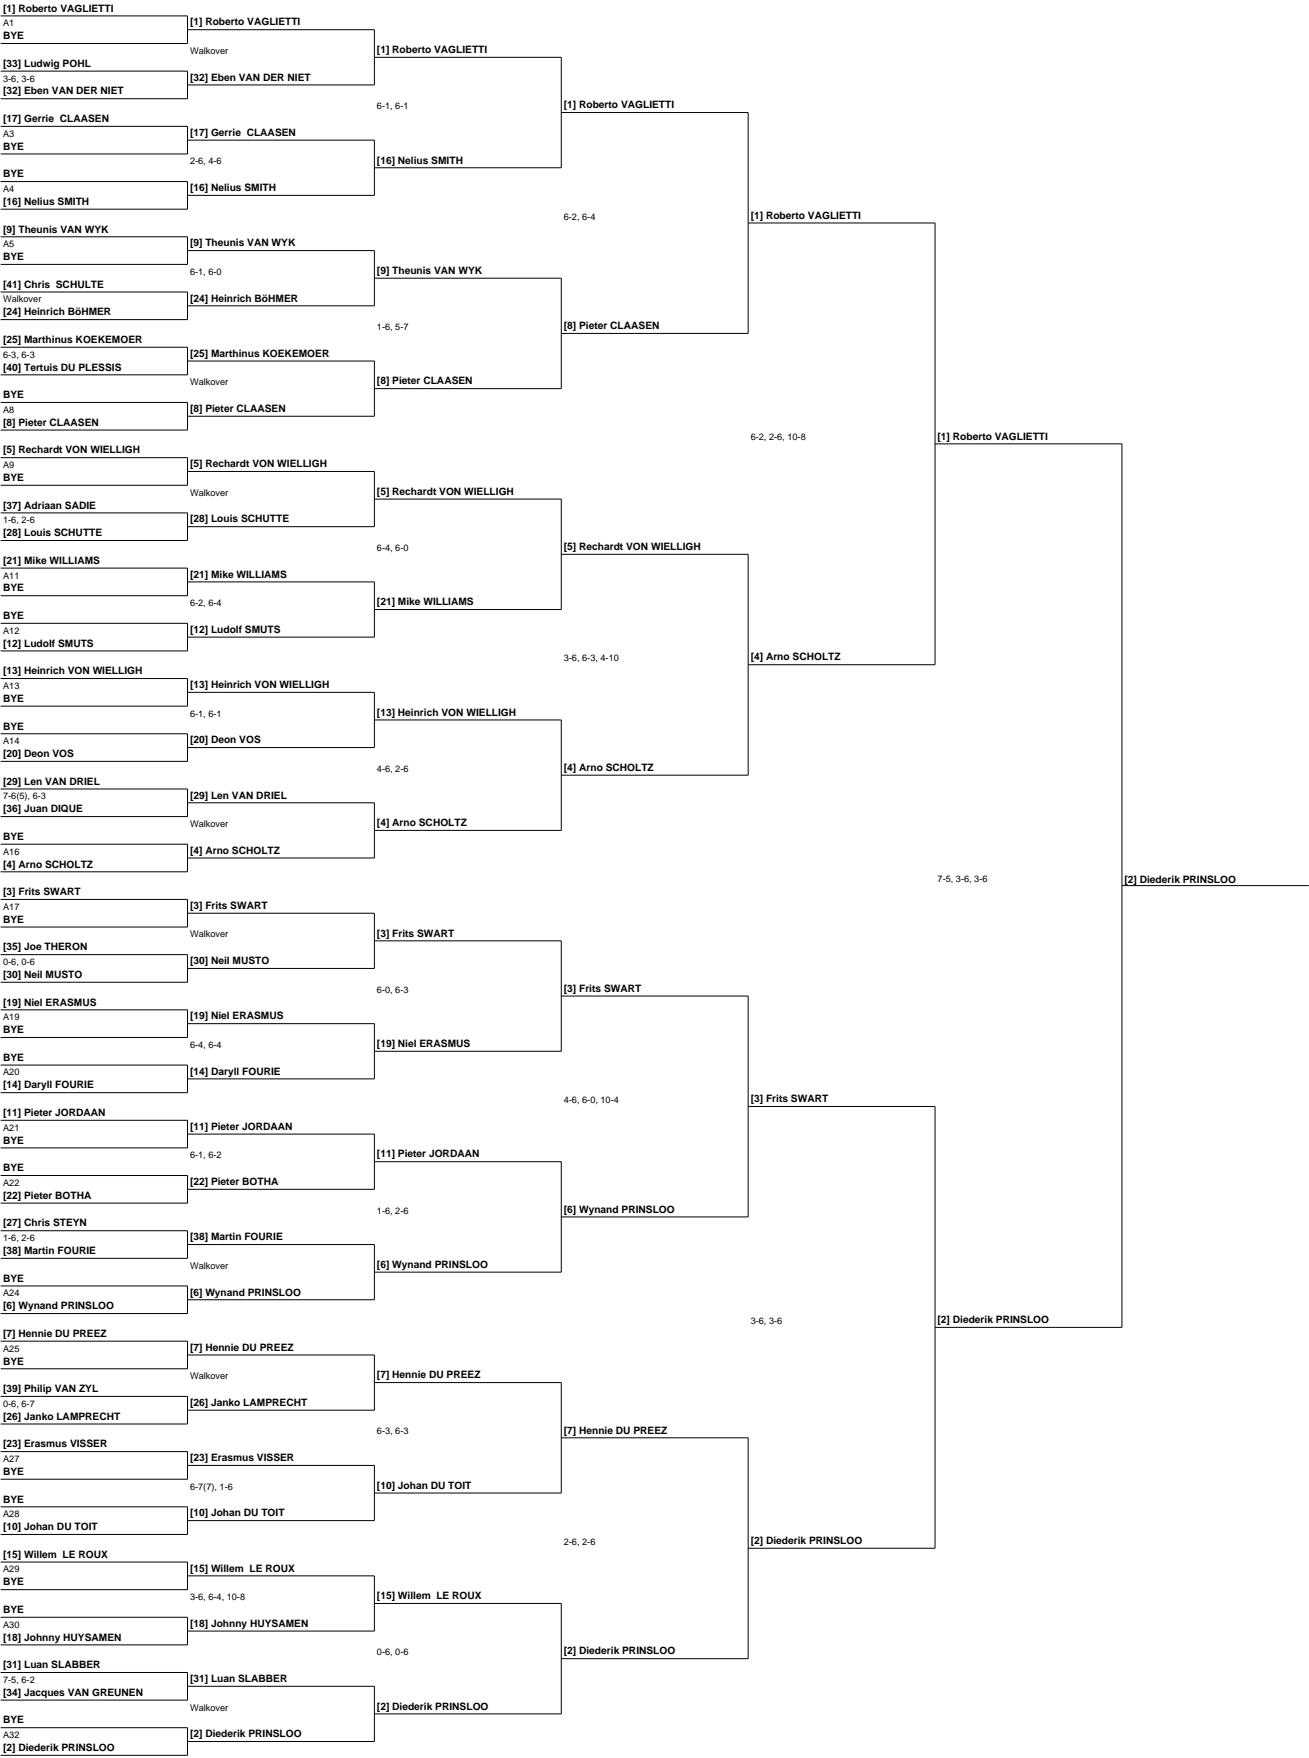 [1] Roberto VAGLIETTI
A1
BYE
[33] Ludwig POHL
3-6, 3-6
[32] Eben VAN DER NIET
[17] Gerrie  CLAASEN
A3
BYE
BYE
A4
[16] Nelius SMITH
[9] Theunis VAN WYK
A5
BYE
[41] Chris  SCHULTE
Walkover
[24] Heinrich BöHMER
[25] Marthinus KOEKEMOER
6-3, 6-3
[40] Tertuis DU PLESSIS
BYE
A8
[8] Pieter CLAASEN
[5] Rechardt VON WIELLIGH
A9
BYE
[37] Adriaan SADIE
1-6, 2-6
[28] Louis SCHUTTE
[21] Mike WILLIAMS
A11
BYE
BYE
A12
[12] Ludolf SMUTS
[13] Heinrich VON WIELLIGH
A13
BYE
BYE
A14
[20] Deon VOS
[29] Len VAN DRIEL
7-6(5), 6-3
[36] Juan DIQUE
BYE
A16
[4] Arno SCHOLTZ
[3] Frits SWART
A17
BYE
[35] Joe THERON
0-6, 0-6
[30] Neil MUSTO
[19] Niel ERASMUS
A19
BYE
BYE
A20
[14] Daryll FOURIE
[11] Pieter JORDAAN
A21
BYE
BYE
A22
[22] Pieter BOTHA
[27] Chris STEYN
1-6, 2-6
[38] Martin FOURIE
BYE
A24
[6] Wynand PRINSLOO
[7] Hennie DU PREEZ
A25
BYE
[39] Philip VAN ZYL
0-6, 6-7
[26] Janko LAMPRECHT
[23] Erasmus VISSER
A27
BYE
BYE
A28
[10] Johan DU TOIT
[15] Willem  LE ROUX
A29
BYE
BYE
A30
[18] Johnny HUYSAMEN
[31] Luan SLABBER
7-5, 6-2
[34] Jacques VAN GREUNEN
BYE
A32
[2] Diederik PRINSLOO
[1] Roberto VAGLIETTI
Walkover
[32] Eben VAN DER NIET
[17] Gerrie  CLAASEN
2-6, 4-6
[16] Nelius SMITH
[9] Theunis VAN WYK
6-1, 6-0
[24] Heinrich BöHMER
[25] Marthinus KOEKEMOER
Walkover
[8] Pieter CLAASEN
[5] Rechardt VON WIELLIGH
Walkover
[28] Louis SCHUTTE
[21] Mike WILLIAMS
6-2, 6-4
[12] Ludolf SMUTS
[13] Heinrich VON WIELLIGH
6-1, 6-1
[20] Deon VOS
[29] Len VAN DRIEL
Walkover
[4] Arno SCHOLTZ
[3] Frits SWART
Walkover
[30] Neil MUSTO
[19] Niel ERASMUS
6-4, 6-4
[14] Daryll FOURIE
[11] Pieter JORDAAN
6-1, 6-2
[22] Pieter BOTHA
[38] Martin FOURIE
Walkover
[6] Wynand PRINSLOO
[7] Hennie DU PREEZ
Walkover
[26] Janko LAMPRECHT
[23] Erasmus VISSER
6-7(7), 1-6
[10] Johan DU TOIT
[15] Willem  LE ROUX
3-6, 6-4, 10-8
[18] Johnny HUYSAMEN
[31] Luan SLABBER
Walkover
[2] Diederik PRINSLOO
[1] Roberto VAGLIETTI
6-1, 6-1
[16] Nelius SMITH
[9] Theunis VAN WYK
1-6, 5-7
[8] Pieter CLAASEN
[5] Rechardt VON WIELLIGH
6-4, 6-0
[21] Mike WILLIAMS
[13] Heinrich VON WIELLIGH
4-6, 2-6
[4] Arno SCHOLTZ
[3] Frits SWART
6-0, 6-3
[19] Niel ERASMUS
[11] Pieter JORDAAN
1-6, 2-6
[6] Wynand PRINSLOO
[7] Hennie DU PREEZ
6-3, 6-3
[10] Johan DU TOIT
[15] Willem  LE ROUX
0-6, 0-6
[2] Diederik PRINSLOO
[1] Roberto VAGLIETTI
6-2, 6-4
[8] Pieter CLAASEN
[5] Rechardt VON WIELLIGH
3-6, 6-3, 4-10
[4] Arno SCHOLTZ
[3] Frits SWART
4-6, 6-0, 10-4
[6] Wynand PRINSLOO
[7] Hennie DU PREEZ
2-6, 2-6
[2] Diederik PRINSLOO
[1] Roberto VAGLIETTI
6-2, 2-6, 10-8
[4] Arno SCHOLTZ
[3] Frits SWART
3-6, 3-6
[2] Diederik PRINSLOO
[1] Roberto VAGLIETTI
7-5, 3-6, 3-6
[2] Diederik PRINSLOO
[2] Diederik PRINSLOO